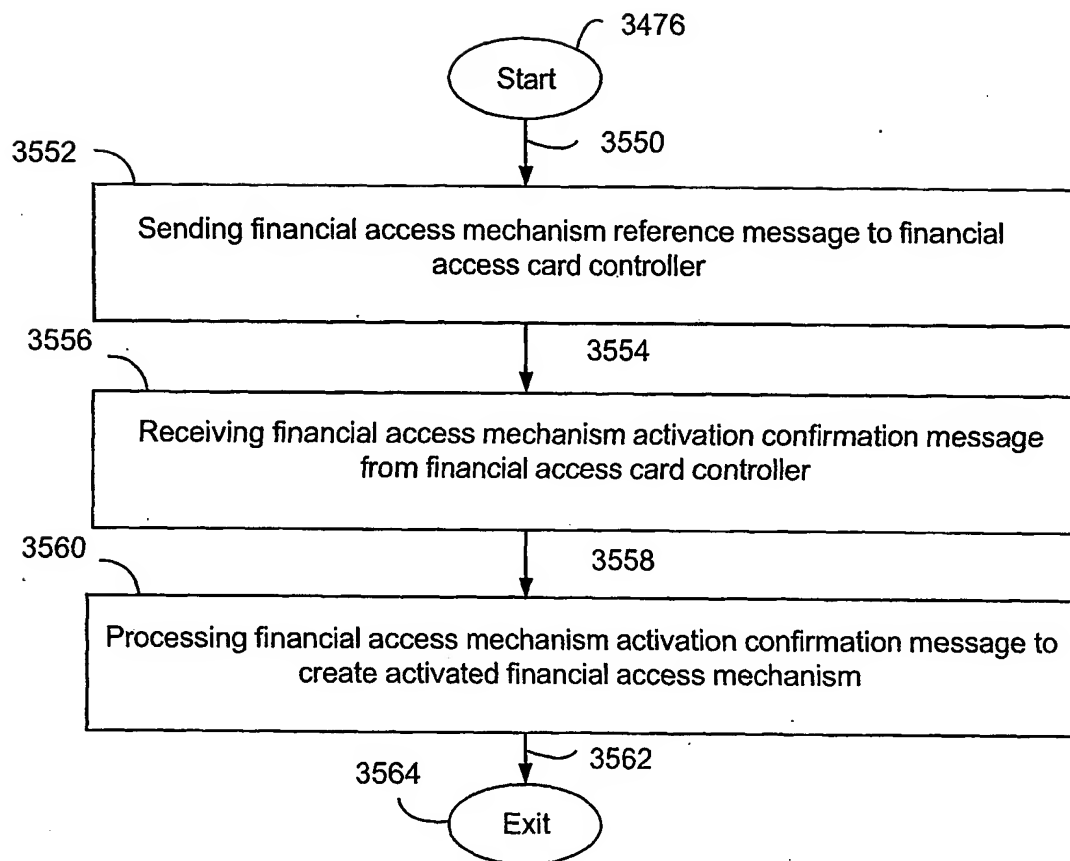 3476
Start
3550
3552
Sending financial access mechanism reference message to financial
access card controller
3554
3556
Receiving financial access mechanism activation confirmation message
from financial access card controller
3558
3560
Processing financial access mechanism activation confirmation message to
create activated financial access mechanism
3562
3564
Exit